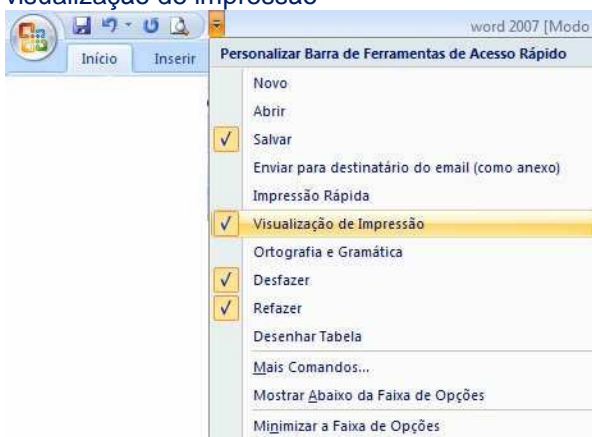 visualização de impressão
word 2007 [Modo
Início Inserir
Personalizar Barra de Ferramentas de Acesso Rápido
Novo
Abrir
Salvar
Enviar para destinatário do email (como anexo)
Impressão Rápida
Visualização de Impressão
Ortografia e Gramática
Desfazer
Refazer
Desenhar Tabela
Mais Comandos...
Mostrar Abaixo da Faixa de Opções
Minimizar a Faixa de Opções